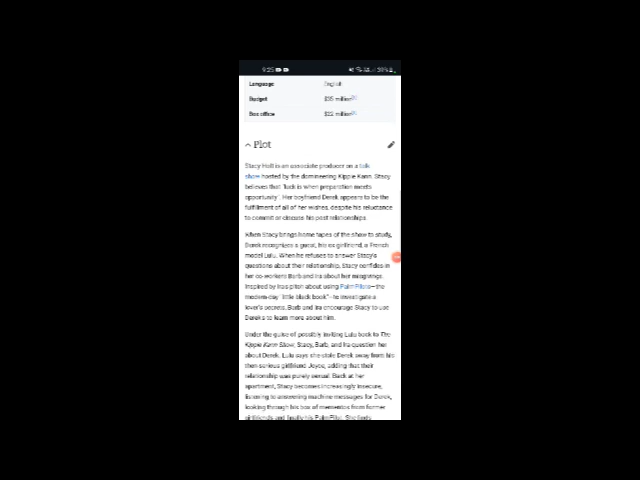 9:25
Language English
Budget $35 million
Box office $22 million
Plot
Stacy Holt is an associate producer on a talk
show hosted by the domineering Kippie Kann. Stacy
believes that "luck is when preparation meets
opportunity". Her boyfriend Derek appears to be the
fulfillment of all of her wishes, despite his reluctance
to commit or discuss his past relationships.
When Stacy brings home tapes of the show to study,
Derek recognizes a guest, his ex-girlfriend, a French
model Lulu. When he refuses to answer Stacy's
questions about their relationship, Stacy confides in
her co-workers Barb and Ira about her misgivings.
Inspired by Ira's pitch about using Palm Pilots—the
modern-day "little black book"- to investigate a
lover's secrets, Barb and Ira encourage Stacy to use
Derek's to learn more about him.
Under the guise of possibly inviting Lulu back to The
Kippie Kann Show, Stacy, Barb, and Ira question her
about Derek. Lulu says she stole Derek away from his
then-serious girlfriend Joyce, adding that their
relationship was purely sexual. Back at her
apartment, Stacy becomes increasingly insecure,
listening to answering machine messages for Derek,
looking through his box of mementos from former
girlfriends and finally his Palm Pilot. She finds